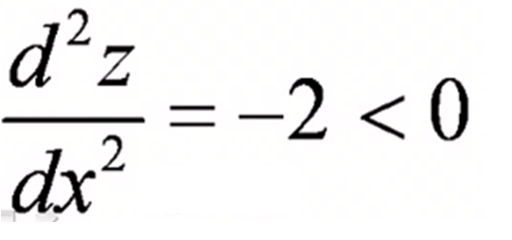 d²z/dx² = −2 < 0